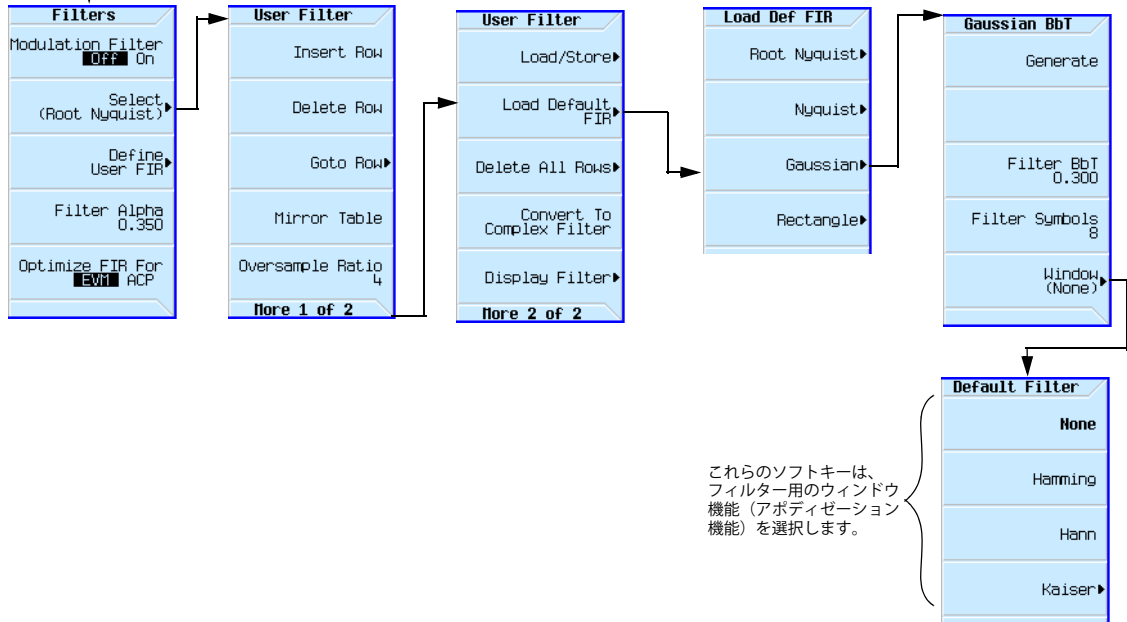 Filters
Modulation Filter
Off On
Select
(Root Nyquist)
Define
User FIR
Filter Alpha
0.350
Optimize FIR For
EVM ACP
User Filter
Insert Row
Delete Row
Goto Row
Mirror Table
Oversample Ratio
4
More 1 of 2
User Filter
Load/Store
Load Default
FIR
Delete All Rows
Convert To
Complex Filter
Display Filter
More 2 of 2
Load Def FIR
Root Nyquist
Nyquist
Gaussian
Rectangle
Gaussian BbT
Generate
Filter BbT
0.300
Filter Symbols
8
Window
(None)
Default Filter
None
Hamming
Hann
Kaiser
これらのソフトキーは、
フィルター用のウィンドウ
機能（アポディゼーション
機能）を選択します。